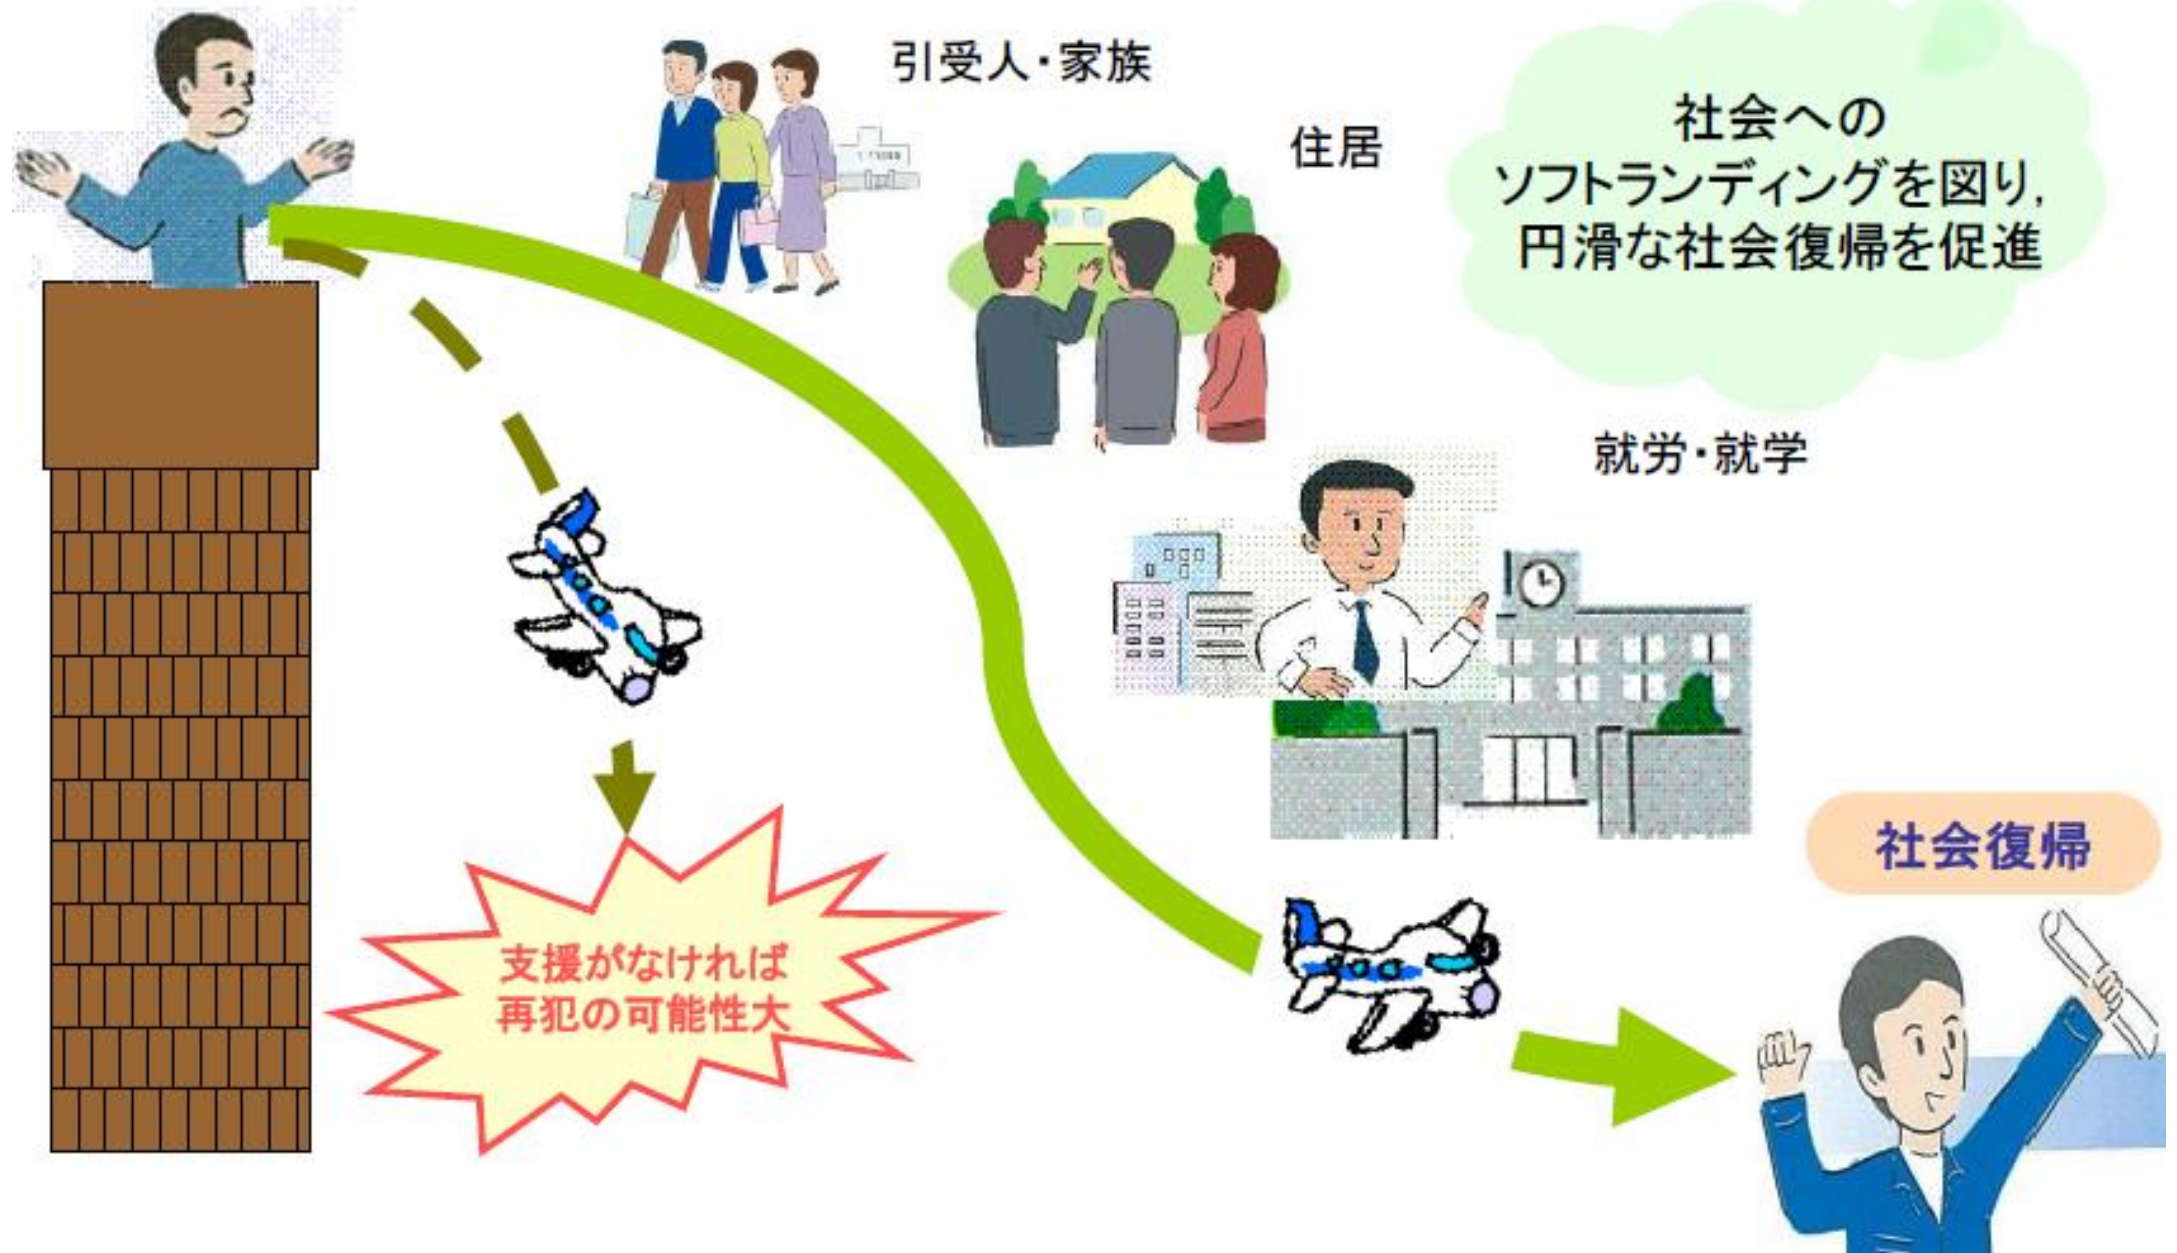 引受人・家族
住居
社会への
ソフトランディングを図り,
円滑な社会復帰を促進
就労・就学
社会復帰
支援がなければ
再犯の可能性大